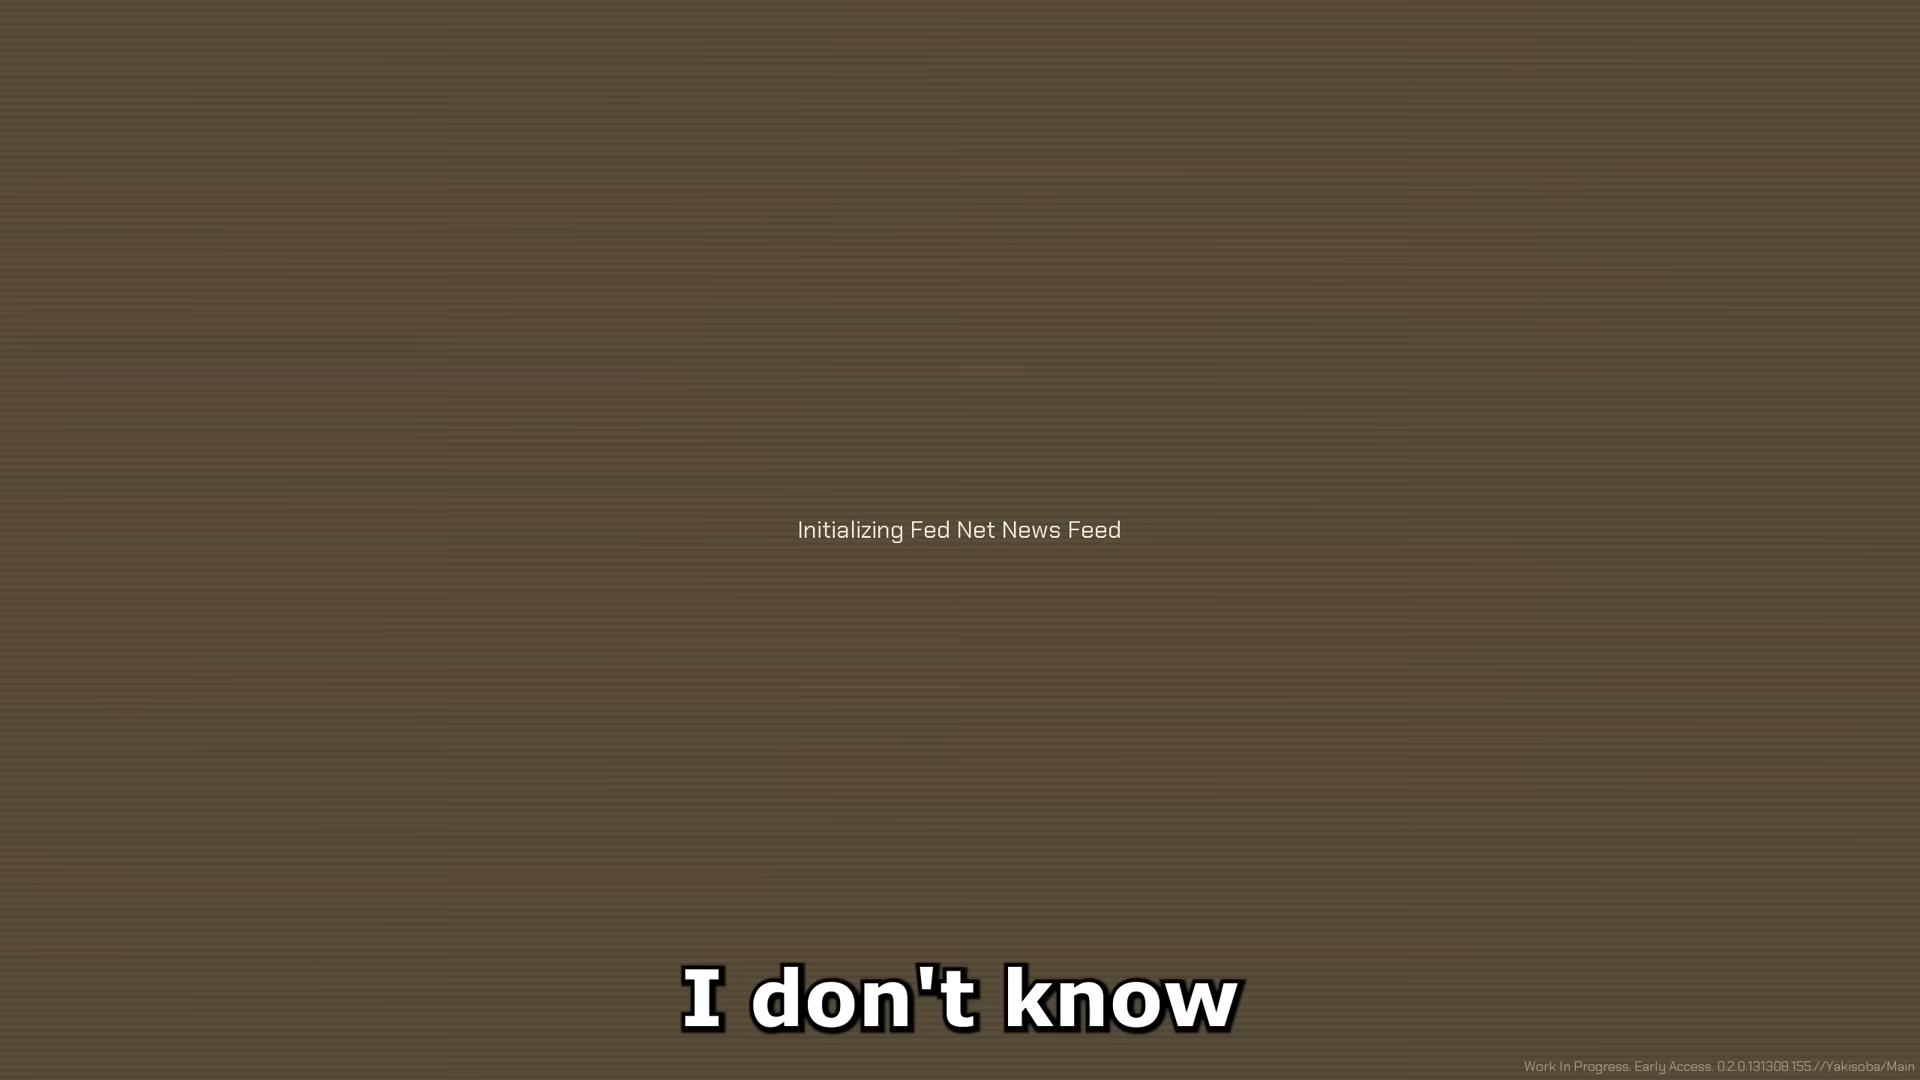 Initializing Fed Net News Feed
I don't know
Work In Progress. Early Access. 0.2.0.131308.155.//Yakisoba/Main